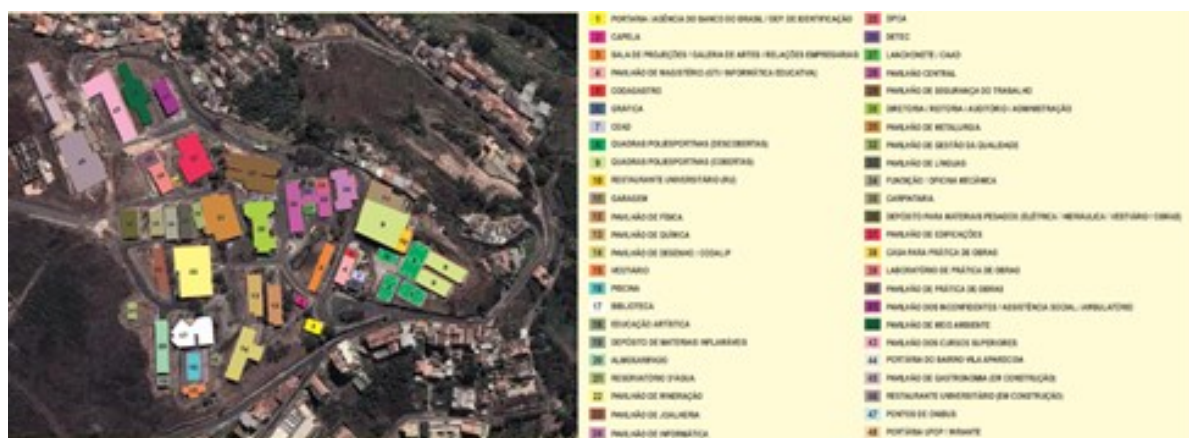 1 PORTARIA / AGÊNCIA DO BANCO DO BRASIL / SEÇ. DE IDENTIFICAÇÃO
2 CAPELA
3 SALA DE PROJEÇÕES / GALERIA DE ARTES / RELAÇÕES EMPRESARIAIS
4 PAVILHÃO DE MAGISTÉRIO (GTI / INFORMÁTICA EDUCATIVA)
5 CODAGASTRO
6 GRÁFICA
7 CEAD
8 QUADRAS POLIESPORTIVAS (DESCOBERTAS)
9 QUADRAS POLIESPORTIVAS (COBERTAS)
10 RESTAURANTE UNIVERSITÁRIO (RU)
11 GARAGEM
12 PAVILHÃO DE FÍSICA
13 PAVILHÃO DE QUÍMICA
14 PAVILHÃO DE DESENHO / CODALIP
15 VESTIÁRIO
16 PISCINA
17 BIBLIOTECA
18 EDUCAÇÃO ARTÍSTICA
19 DEPÓSITO DE MATERIAIS INFLAMÁVEIS
20 ALMOXARIFADO
21 RESERVATÓRIO D'ÁGUA
22 PAVILHÃO DE MINERAÇÃO
23 PAVILHÃO DE JOALHERIA
24 PAVILHÃO DE INFORMÁTICA
25 DPGA
26 SETEC
27 LANCHONETE / CAAD
28 PAVILHÃO CENTRAL
29 PAVILHÃO DE SEGURANÇA DO TRABALHO
30 DIRETORIA / REITORIA / AUDITÓRIO / ADMINISTRAÇÃO
31 PAVILHÃO DE METALURGIA
32 PAVILHÃO DE GESTÃO DA QUALIDADE
33 PAVILHÃO DE LÍNGUAS
34 FUNDIÇÃO / OFICINA MECÂNICA
35 CARPINTARIA
36 DEPÓSITO PARA MATERIAIS PESADOS (ELÉTRICA / HIDRÁULICA / VESTIÁRIO / OBRAS)
37 PAVILHÃO DE EDIFICAÇÕES
38 CASA PARA PRÁTICA DE OBRAS
39 LABORATÓRIO DE PRÁTICA DE OBRAS
40 PAVILHÃO DE PRÁTICA DE OBRAS
41 PAVILHÃO DOS INCONFIDENTES / ASSISTÊNCIA SOCIAL / AMBULATÓRIO
42 PAVILHÃO DE MEIO AMBIENTE
43 PAVILHÃO DOS CURSOS SUPERIORES
44 PORTARIA DO BAIRRO VILA APARECIDA
45 PAVILHÃO DE GASTRONOMIA (EM CONSTRUÇÃO)
46 RESTAURANTE UNIVERSITÁRIO (EM CONSTRUÇÃO)
47 PONTOS DE ÔNIBUS
48 PORTARIA UFOP / MIRANTE